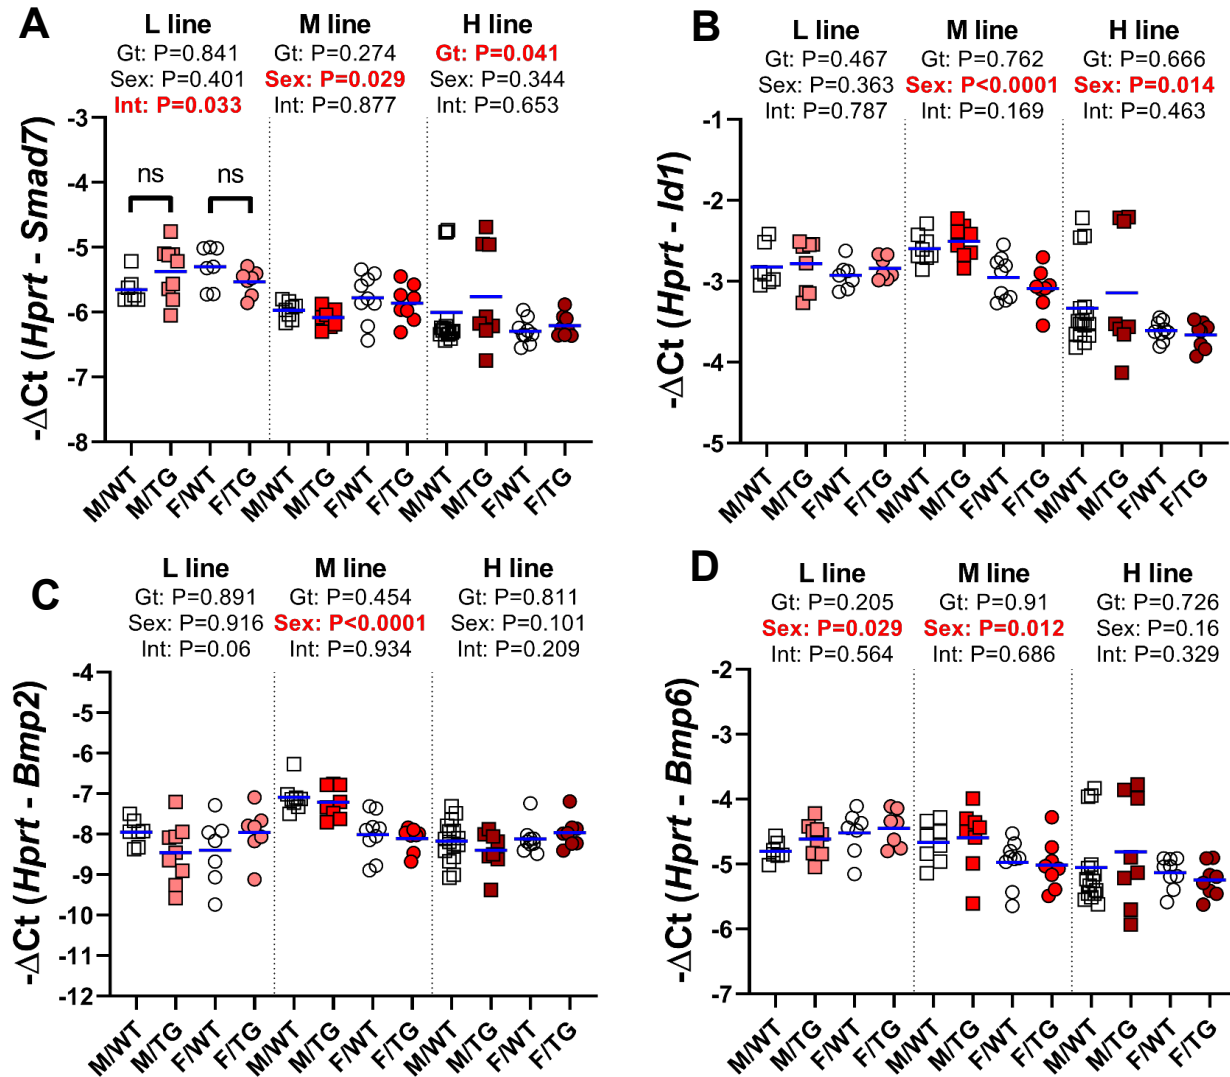 A
L line M line H line
Gt: P=0.841 Gt: P=0.274 Gt: P=0.041
Sex: P=0.401 Sex: P=0.029 Sex: P=0.344
Int: P=0.033 Int: P=0.877 Int: P=0.653
-ΔCt (Hprt - Smad7)
-3
-4
-5
-6
-7
-8
ns ns
M/WT M/TG F/WT F/TG M/WT M/TG F/WT F/TG M/WT M/TG F/WT F/TG
B
L line M line H line
Gt: P=0.467 Gt: P=0.762 Gt: P=0.666
Sex: P=0.363 Sex: P<0.0001 Sex: P=0.014
Int: P=0.787 Int: P=0.169 Int: P=0.463
-ΔCt (Hprt - Id1)
-1
-2
-3
-4
-5
M/WT M/TG F/WT F/TG M/WT M/TG F/WT F/TG M/WT M/TG F/WT F/TG
C
L line M line H line
Gt: P=0.891 Gt: P=0.454 Gt: P=0.811
Sex: P=0.916 Sex: P<0.0001 Sex: P=0.101
Int: P=0.06 Int: P=0.934 Int: P=0.209
-ΔCt (Hprt - Bmp2)
-4
-5
-6
-7
-8
-9
-10
-11
-12
M/WT M/TG F/WT F/TG M/WT M/TG F/WT F/TG M/WT M/TG F/WT F/TG
D
L line M line H line
Gt: P=0.205 Gt: P=0.91 Gt: P=0.726
Sex: P=0.029 Sex: P=0.012 Sex: P=0.16
Int: P=0.564 Int: P=0.686 Int: P=0.329
-ΔCt (Hprt - Bmp6)
-2
-4
-5
-6
-7
M/WT M/TG F/WT F/TG M/WT M/TG F/WT F/TG M/WT M/TG F/WT F/TG